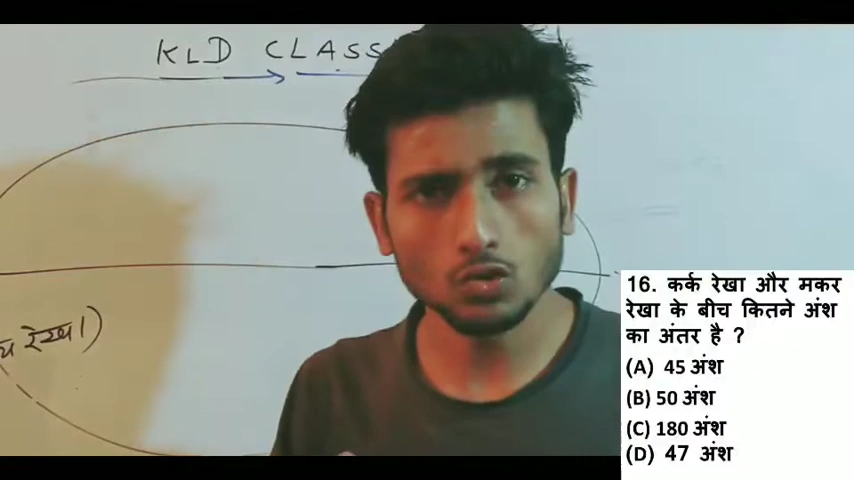 KLD CLASS
रेखा)
16. कर्क रेखा और मकर
रेखा के बीच कितने अंश
का अंतर है ?
(A) 45 अंश
(B) 50 अंश
(C) 180 अंश
(D) 47 अंश